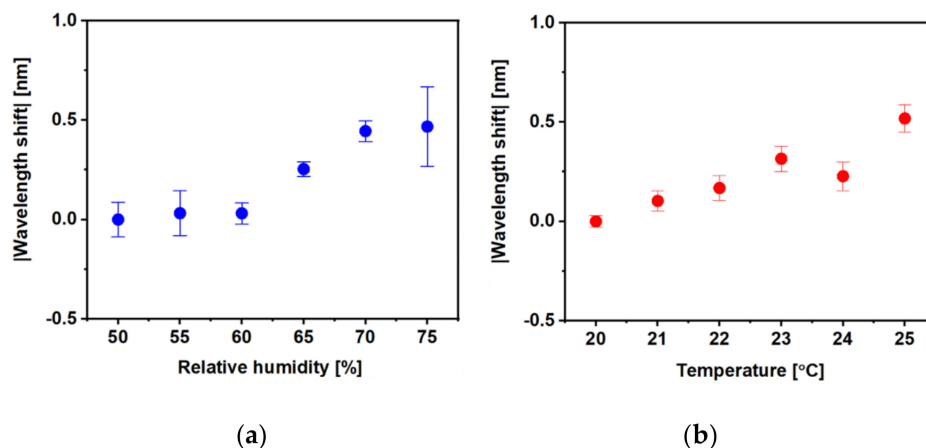 1.0
0.5
0.0
-0.5
|Wavelength shift| [nm]
50 55 60 65 70 75
Relative humidity [%]
(a)
1.0
0.5
0.0
-0.5
|Wavelength shift| [nm]
20 21 22 23 24 25
Temperature [°C]
(b)